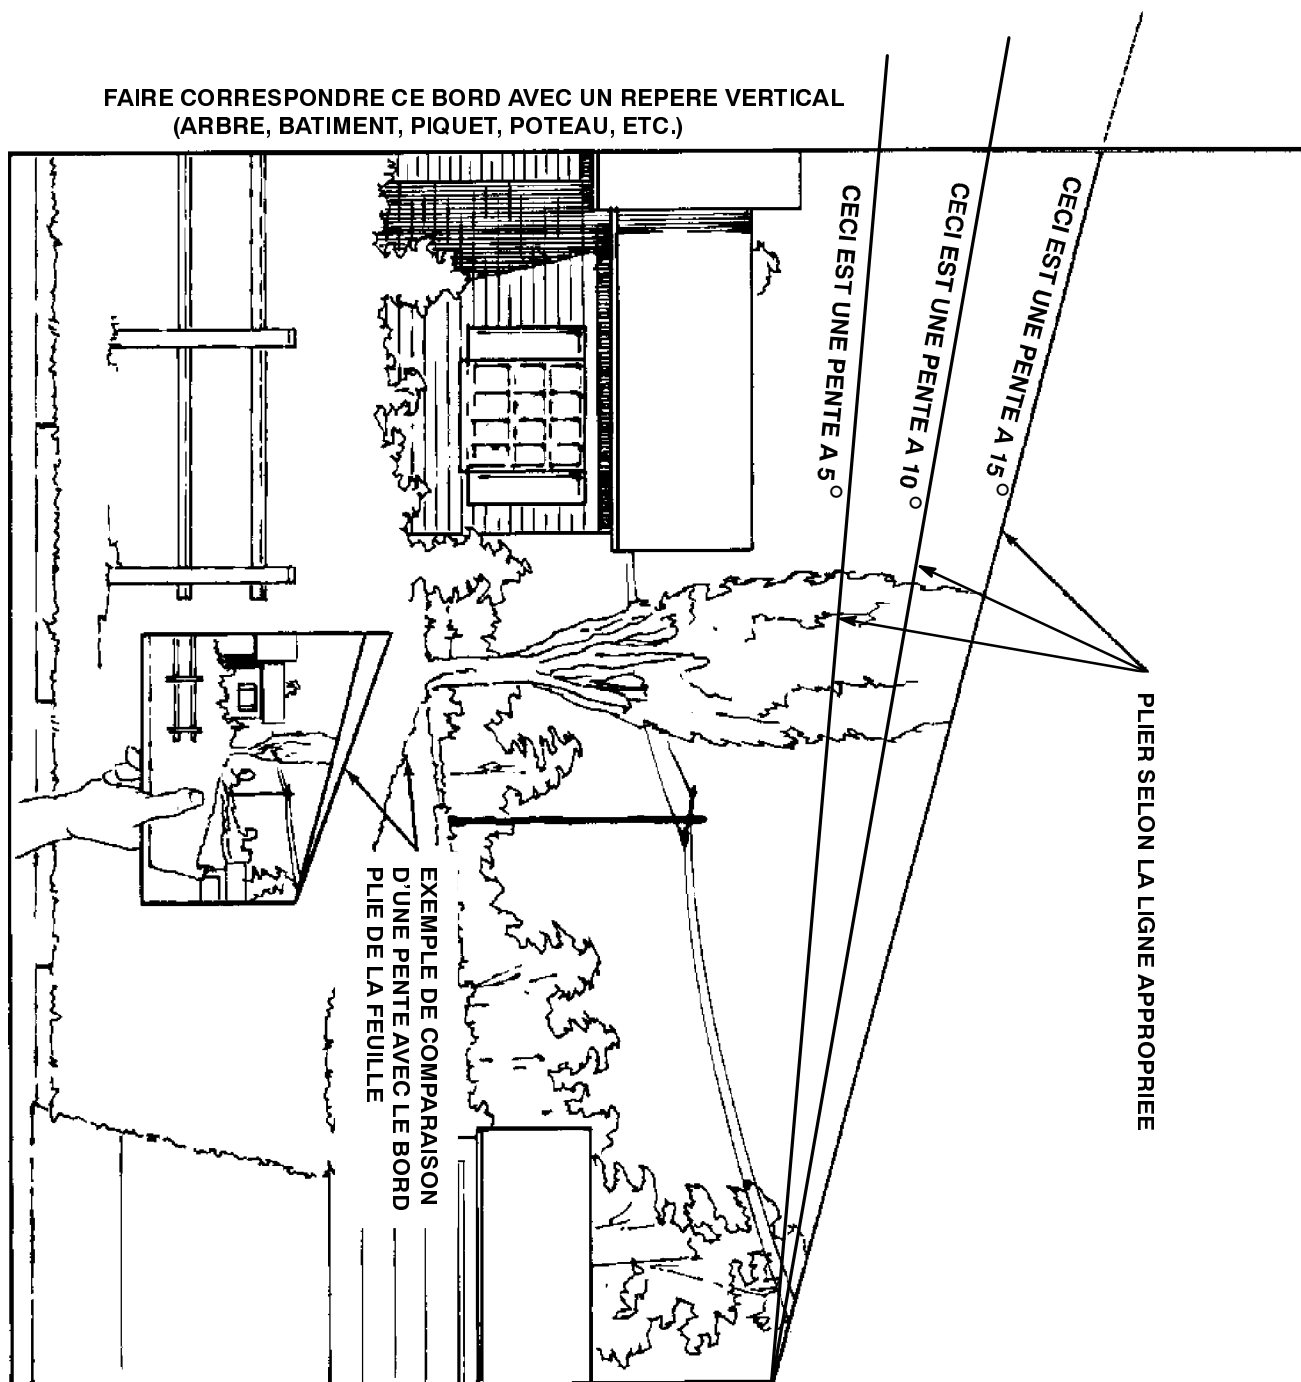 FAIRE CORRESPONDRE CE BORD AVEC UN REPERE VERTICAL
(ARBRE, BATIMENT, PIQUET, POTEAU, ETC.)
CECI EST UNE PENTE A 5°
CECI EST UNE PENTE A 10°
CECI EST UNE PENTE A 15°
PLIER SELON LA LIGNE APPROPRIEE
EXEMPLE DE COMPARAISON
D'UNE PENTE AVEC LE BORD
PLIE DE LA FEUILLE